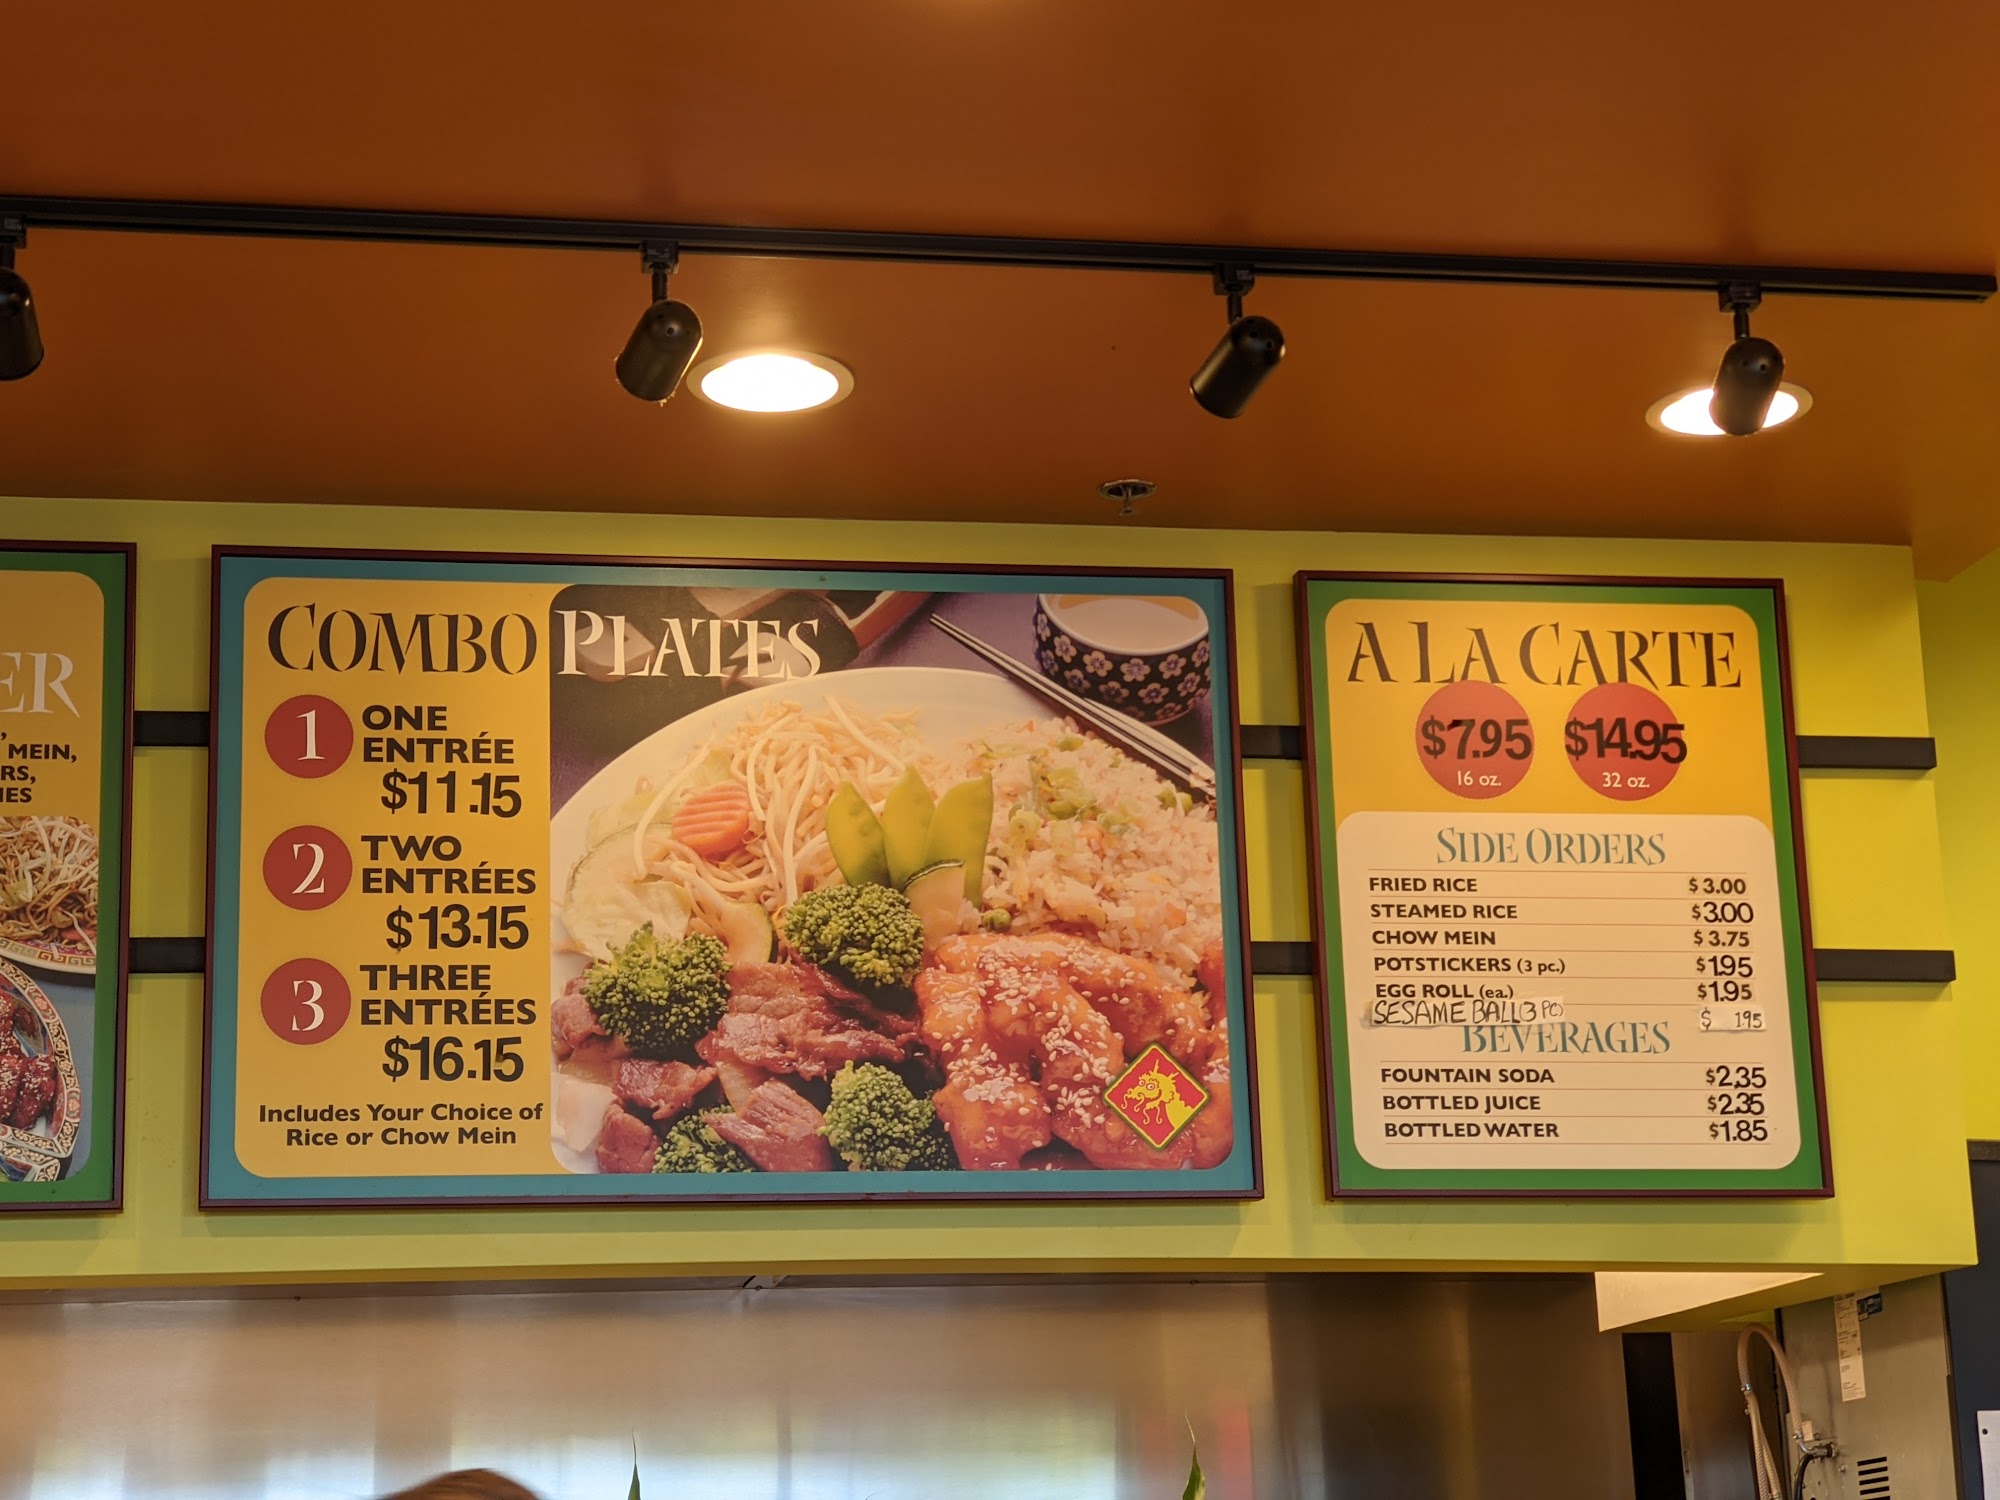 ER
MEIN,
COMBO PLATES
1 ONE
ENTRÉE
$11.15
2 TWO
ENTRÉES
$13.15
3 THREE
ENTRÉES
$16.15
Includes Your Choice of
Rice or Chow Mein
A LA CARTE
$7.95 $14.95
16 oz. 32 oz.
SIDE ORDERS
FRIED RICE $3.00
STEAMED RICE $3.00
CHOW MEIN $3.75
POTSTICKERS (3 pc.) $1.95
EGG ROLL (ea.) $1.95
SESAME BALL (3 PC) $ 1.95
BEVERAGES
FOUNTAIN SODA $2.35
BOTTLED JUICE $2.35
BOTTLED WATER $1.85